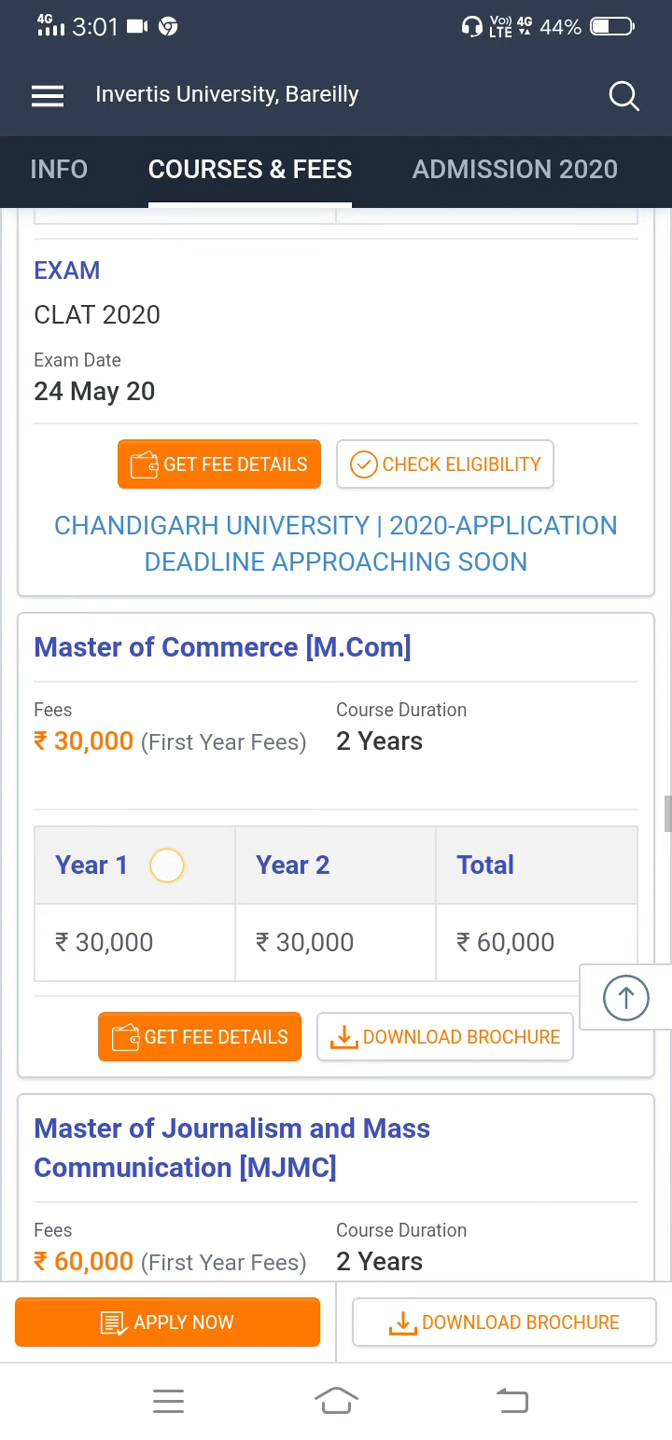 4G 3:01 Vo)) LTE 4G 44%
Invertis University, Bareilly
INFO COURSES & FEES ADMISSION 2020
EXAM
CLAT 2020
Exam Date
24 May 20
GET FEE DETAILS CHECK ELIGIBILITY
CHANDIGARH UNIVERSITY | 2020-APPLICATION
DEADLINE APPROACHING SOON
Master of Commerce [M.Com]
Fees Course Duration
₹ 30,000 (First Year Fees) 2 Years
Year 1 Year 2 Total
₹ 30,000 ₹ 30,000 ₹ 60,000
GET FEE DETAILS DOWNLOAD BROCHURE
Master of Journalism and Mass
Communication [MJMC]
Fees Course Duration
₹ 60,000 (First Year Fees) 2 Years
APPLY NOW DOWNLOAD BROCHURE